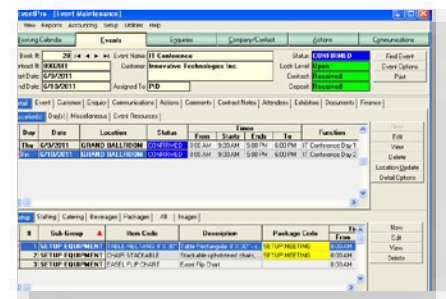 EventPro - [Event Maintenance]
View Reports Accounting Setup Utilities Help
Booking Calendar Events Enquiries Company/Contact Actions Communications
Book #: 28 Event Name IT Conference Status CONFIRMED Find Event
Customer Innovative Technologies Inc. Lock Level Open Event Options
Start Date: 6/9/2011 Contract: Received Print
End Date: 6/10/2011 Assigned To PID Deposit Received
Event Customer Enquiry Communications Actions Comments Contract Notes Attendees Exhibitors Documents Finance
Location(s) Day(s) Miscellaneous Event Resources
Times New
Day Date Location Status From Starts Ends To Function Edit
Thu 6/9/2011 GRAND BALLROOM CONFIRMED 8:00 AM 9:00 AM 5:00 PM 6:00 PM IT Conference Day 1 View
Fri 6/10/2011 GRAND BALLROOM CONFIRMED 8:00 AM 9:00 AM 5:00 PM 6:00 PM IT Conference Day 2 Delete
Location Update
Detail Options
Setup Staffing Catering Beverages Packages All Images
# Sub-Group Item Code Description Package Code From New
1 SETUP EQUIPMENT SETUP MEETING 8:00 AM Edit
2 SETUP EQUIPMENT CHAIR STACKABLE Stackable upholstered chairs, SETUP MEETING 8:00 AM View
3 SETUP EQUIPMENT EASEL FLIP CHART Easel Flip Chart 8:00 AM Delete